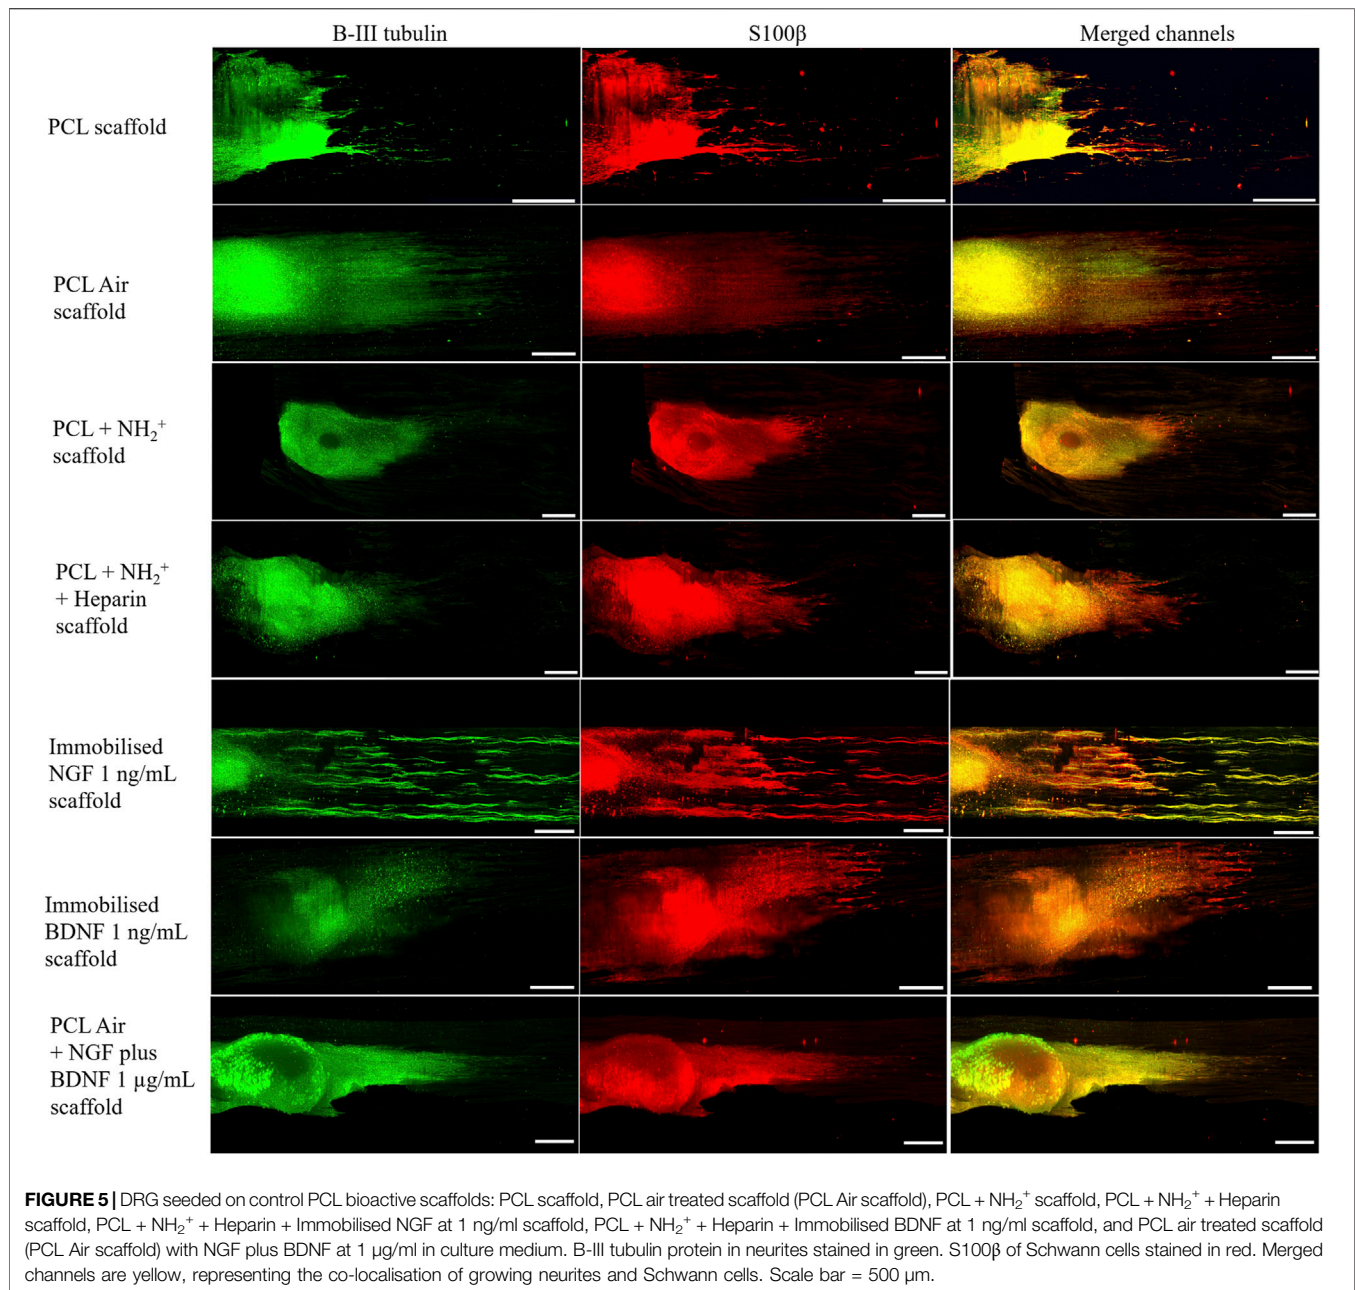 B-III tubulin
S100β
Merged channels
PCL scaffold
PCL Air
scaffold
PCL + NH₂⁺
scaffold
PCL + NH₂⁺
+ Heparin
scaffold
Immobilised
NGF 1 ng/mL
scaffold
Immobilised
BDNF 1 ng/mL
scaffold
PCL Air
+ NGF plus
BDNF 1 µg/mL
scaffold
FIGURE 5 | DRG seeded on control PCL bioactive scaffolds: PCL scaffold, PCL air treated scaffold (PCL Air scaffold), PCL + NH₂⁺ scaffold, PCL + NH₂⁺ + Heparin
scaffold, PCL + NH₂⁺ + Heparin + Immobilised NGF at 1 ng/ml scaffold, PCL + NH₂⁺ + Heparin + Immobilised BDNF at 1 ng/ml scaffold, and PCL air treated scaffold
(PCL Air scaffold) with NGF plus BDNF at 1 µg/ml in culture medium. B-III tubulin protein in neurites stained in green. S100β of Schwann cells stained in red. Merged
channels are yellow, representing the co-localisation of growing neurites and Schwann cells. Scale bar = 500 µm.